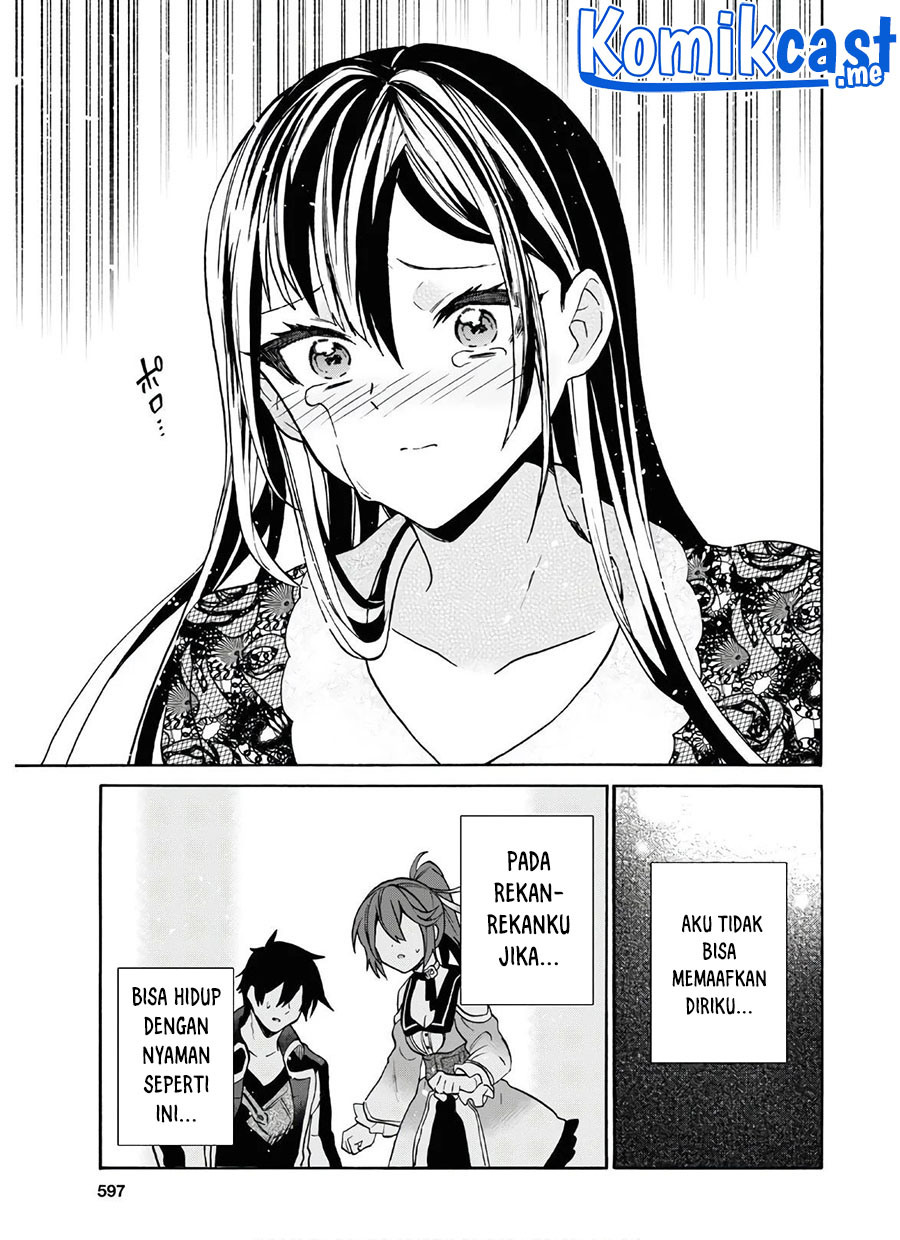 Komikcast
.me
ポロ…
AKU TIDAK
BISA
MEMAAFKAN
DIRIKU...
PADA
REKAN-
REKANKU
JIKA...
BISA HIDUP
DENGAN
NYAMAN
SEPERTI
INI...
597